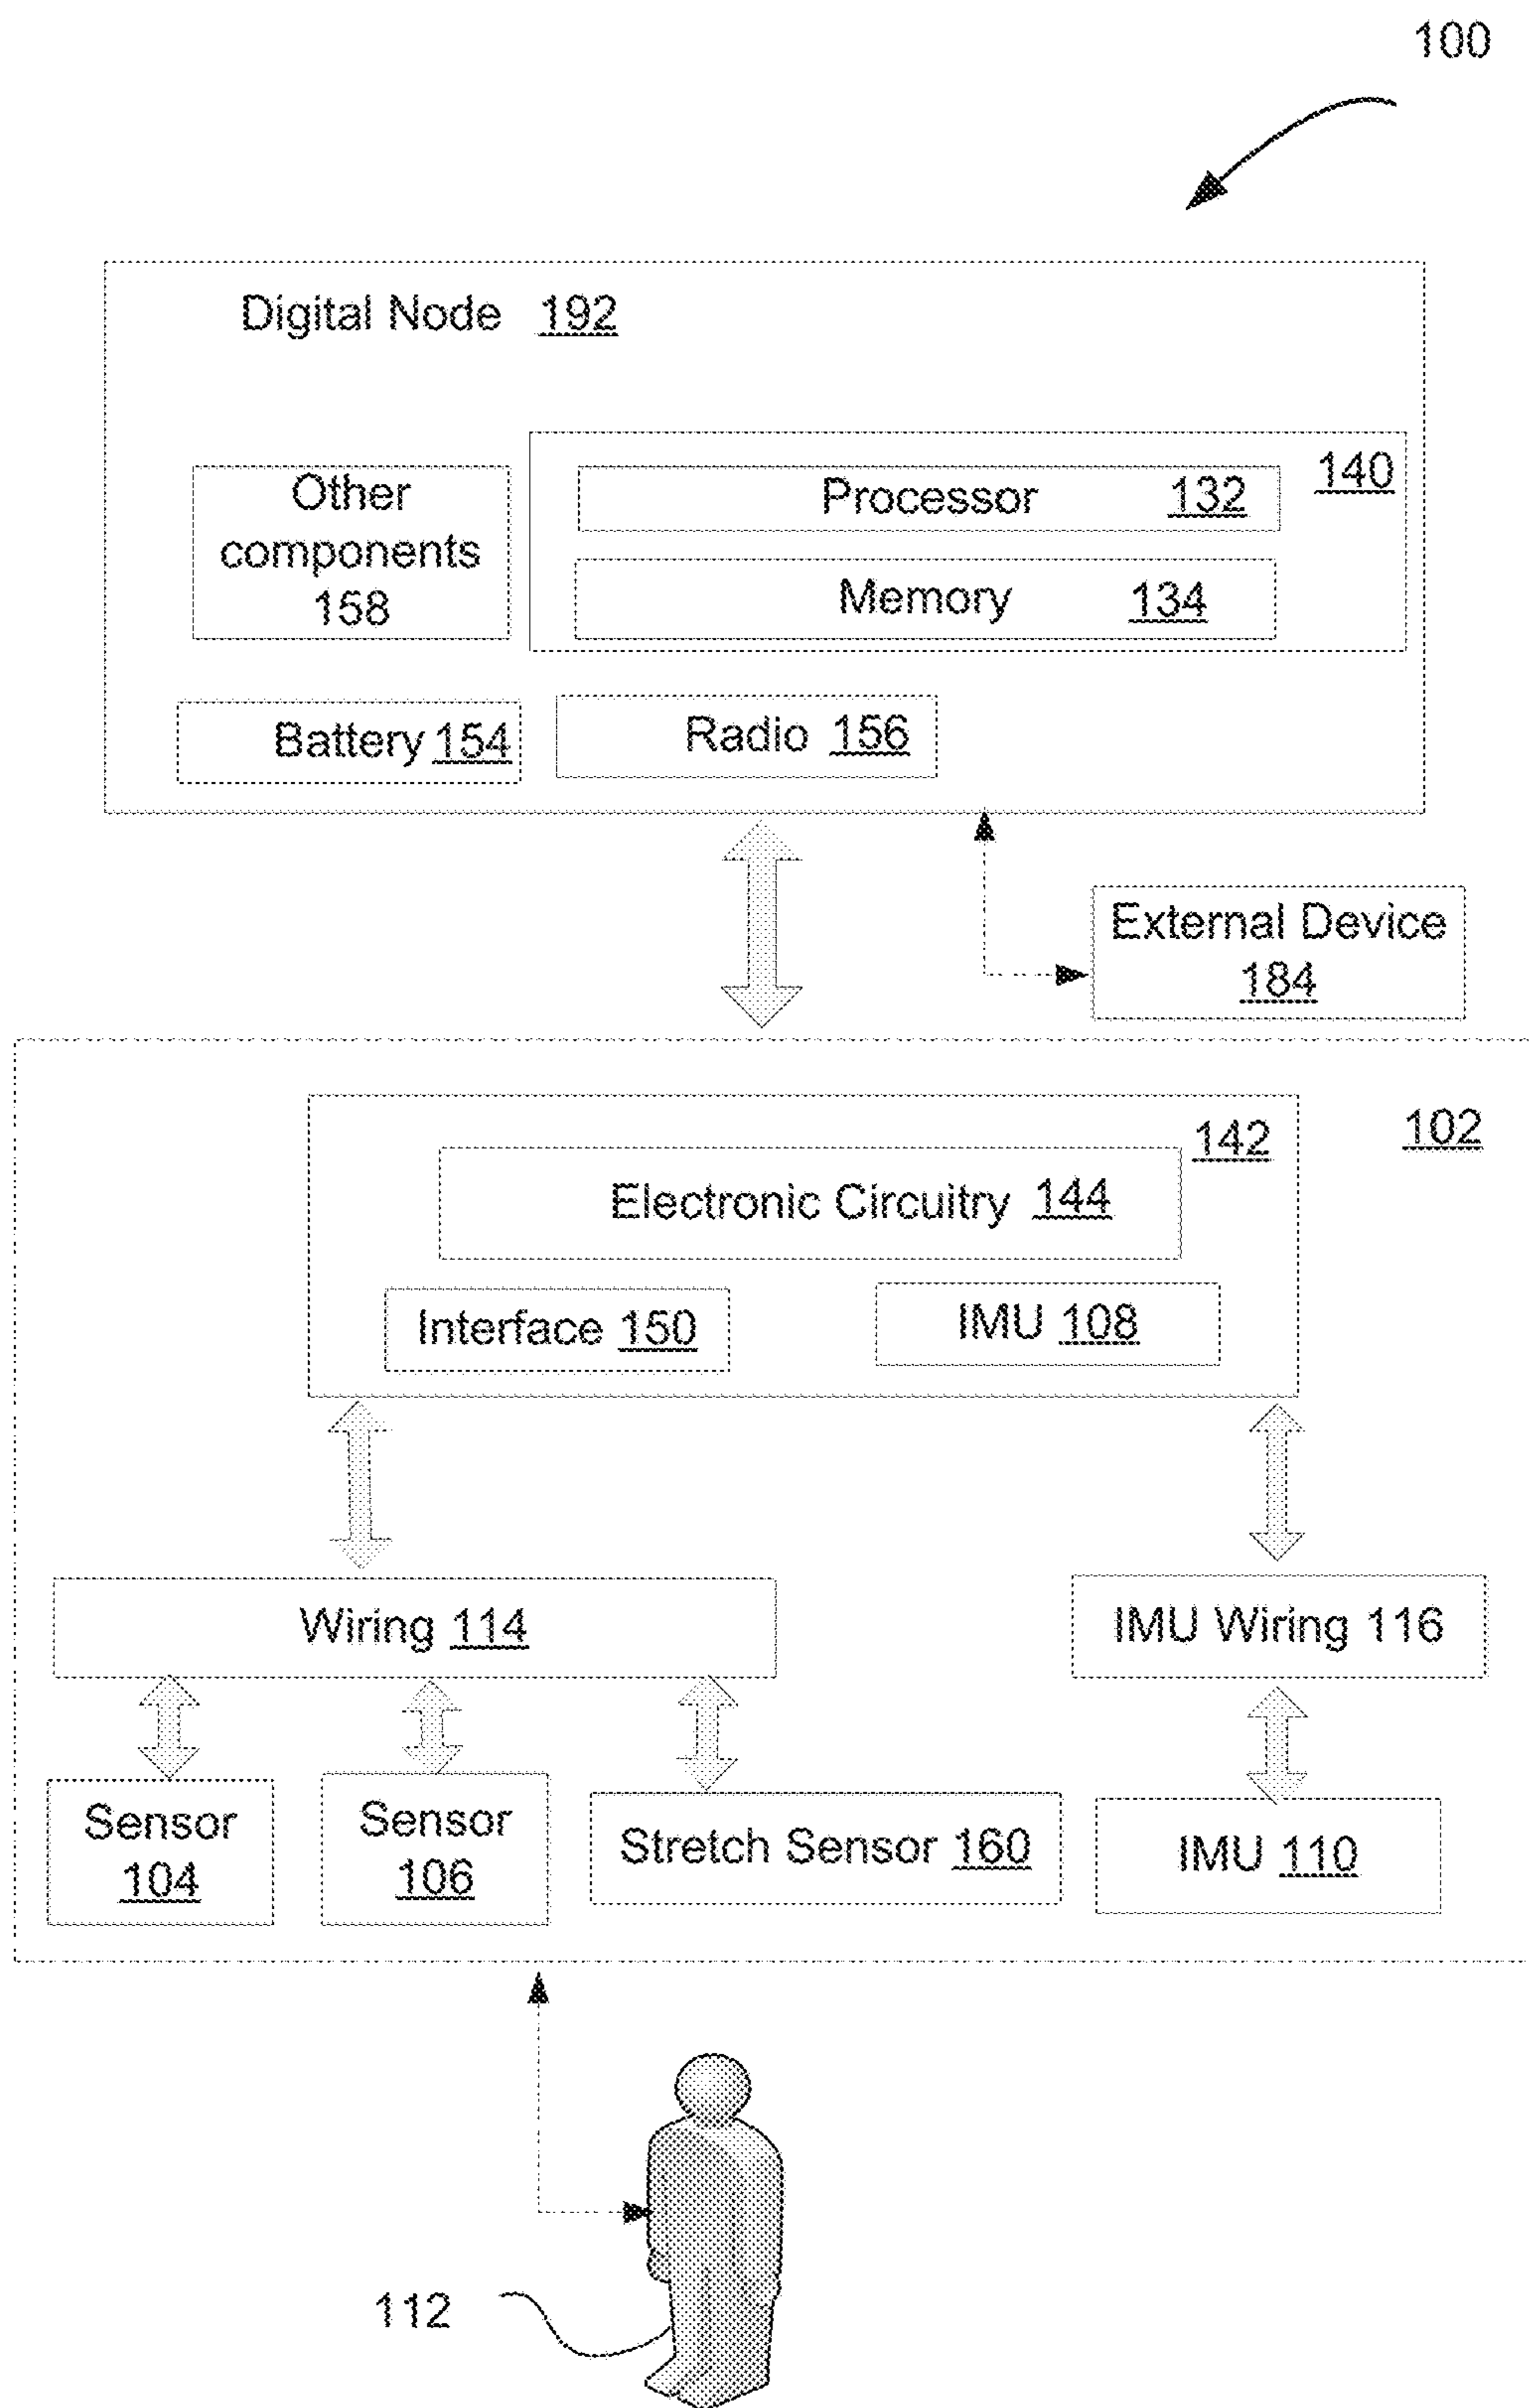 100
Digital Node 192
Other
components
158
140
Processor 132
Memory 134
Battery 154
Radio 156
External Device
184
102
142
Electronic Circuitry 144
Interface 150
IMU 108
Wiring 114
IMU Wiring 116
Sensor
104
Sensor
106
Stretch Sensor 160
IMU 110
112